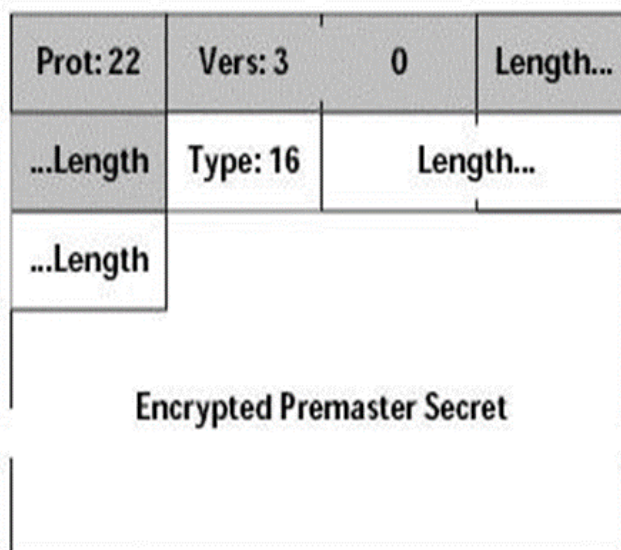 Prot: 22 Vers: 3 0 Length...
...Length Type: 16 Length...
...Length
Encrypted Premaster Secret